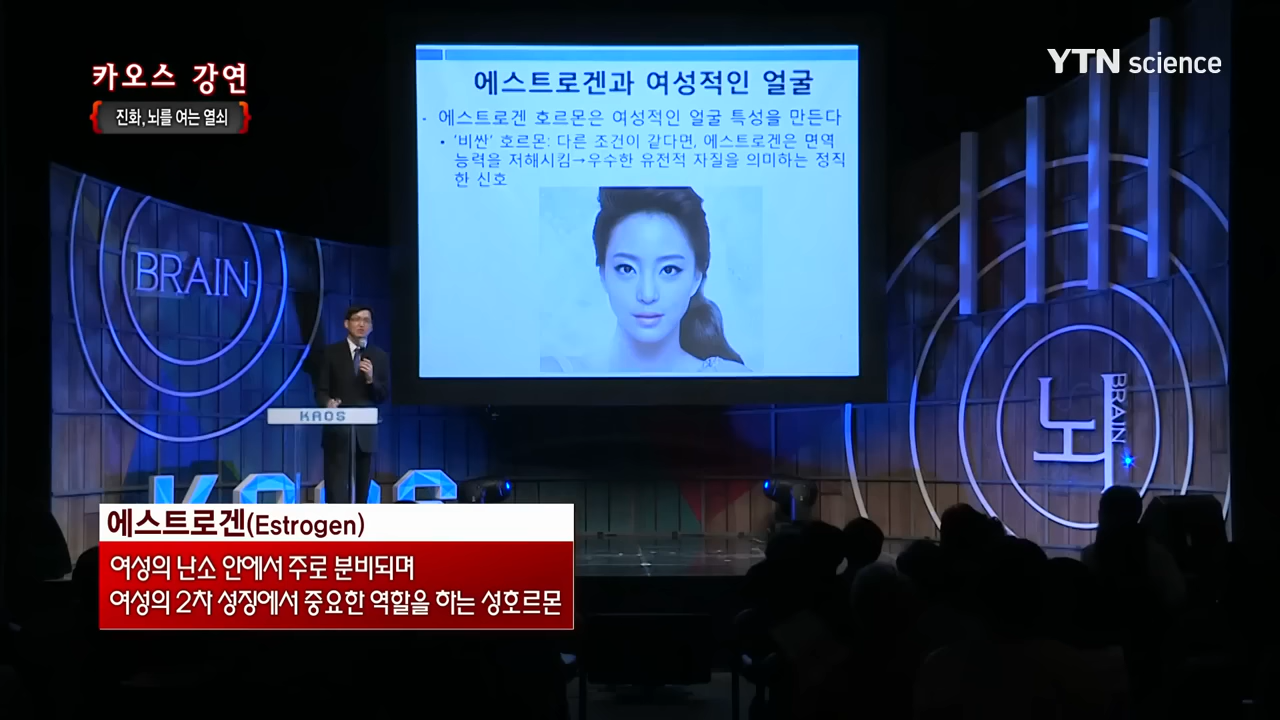 카오스 강연
진화, 뇌를 여는 열쇠
YTN science
에스트로겐과 여성적인 얼굴
- 에스트로겐 호르몬은 여성적인 얼굴 특성을 만든다
• '비싼' 호르몬: 다른 조건이 같다면, 에스트로겐은 면역
능력을 저해시킴→우수한 유전적 자질을 의미하는 정직
한 신호
BRAIN
KAOS
뇌
BRAIN
KAOS
에스트로겐(Estrogen)
여성의 난소 안에서 주로 분비되며
여성의 2차 성징에서 중요한 역할을 하는 성호르몬